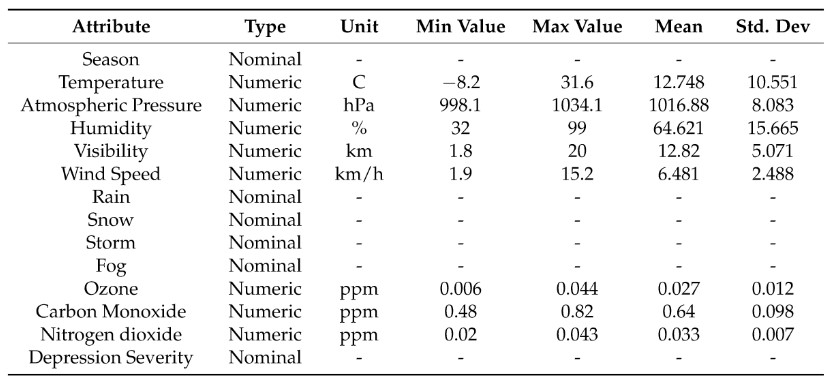 Attribute Type Unit Min Value Max Value Mean Std. Dev
Season Nominal - - - - -
Temperature Numeric C −8.2 31.6 12.748 10.551
Atmospheric Pressure Numeric hPa 998.1 1034.1 1016.88 8.083
Humidity Numeric % 32 99 64.621 15.665
Visibility Numeric km 1.8 20 12.82 5.071
Wind Speed Numeric km/h 1.9 15.2 6.481 2.488
Rain Nominal - - - - -
Snow Nominal - - - - -
Storm Nominal - - - - -
Fog Nominal - - - - -
Ozone Numeric ppm 0.006 0.044 0.027 0.012
Carbon Monoxide Numeric ppm 0.48 0.82 0.64 0.098
Nitrogen dioxide Numeric ppm 0.02 0.043 0.033 0.007
Depression Severity Nominal - - - - -